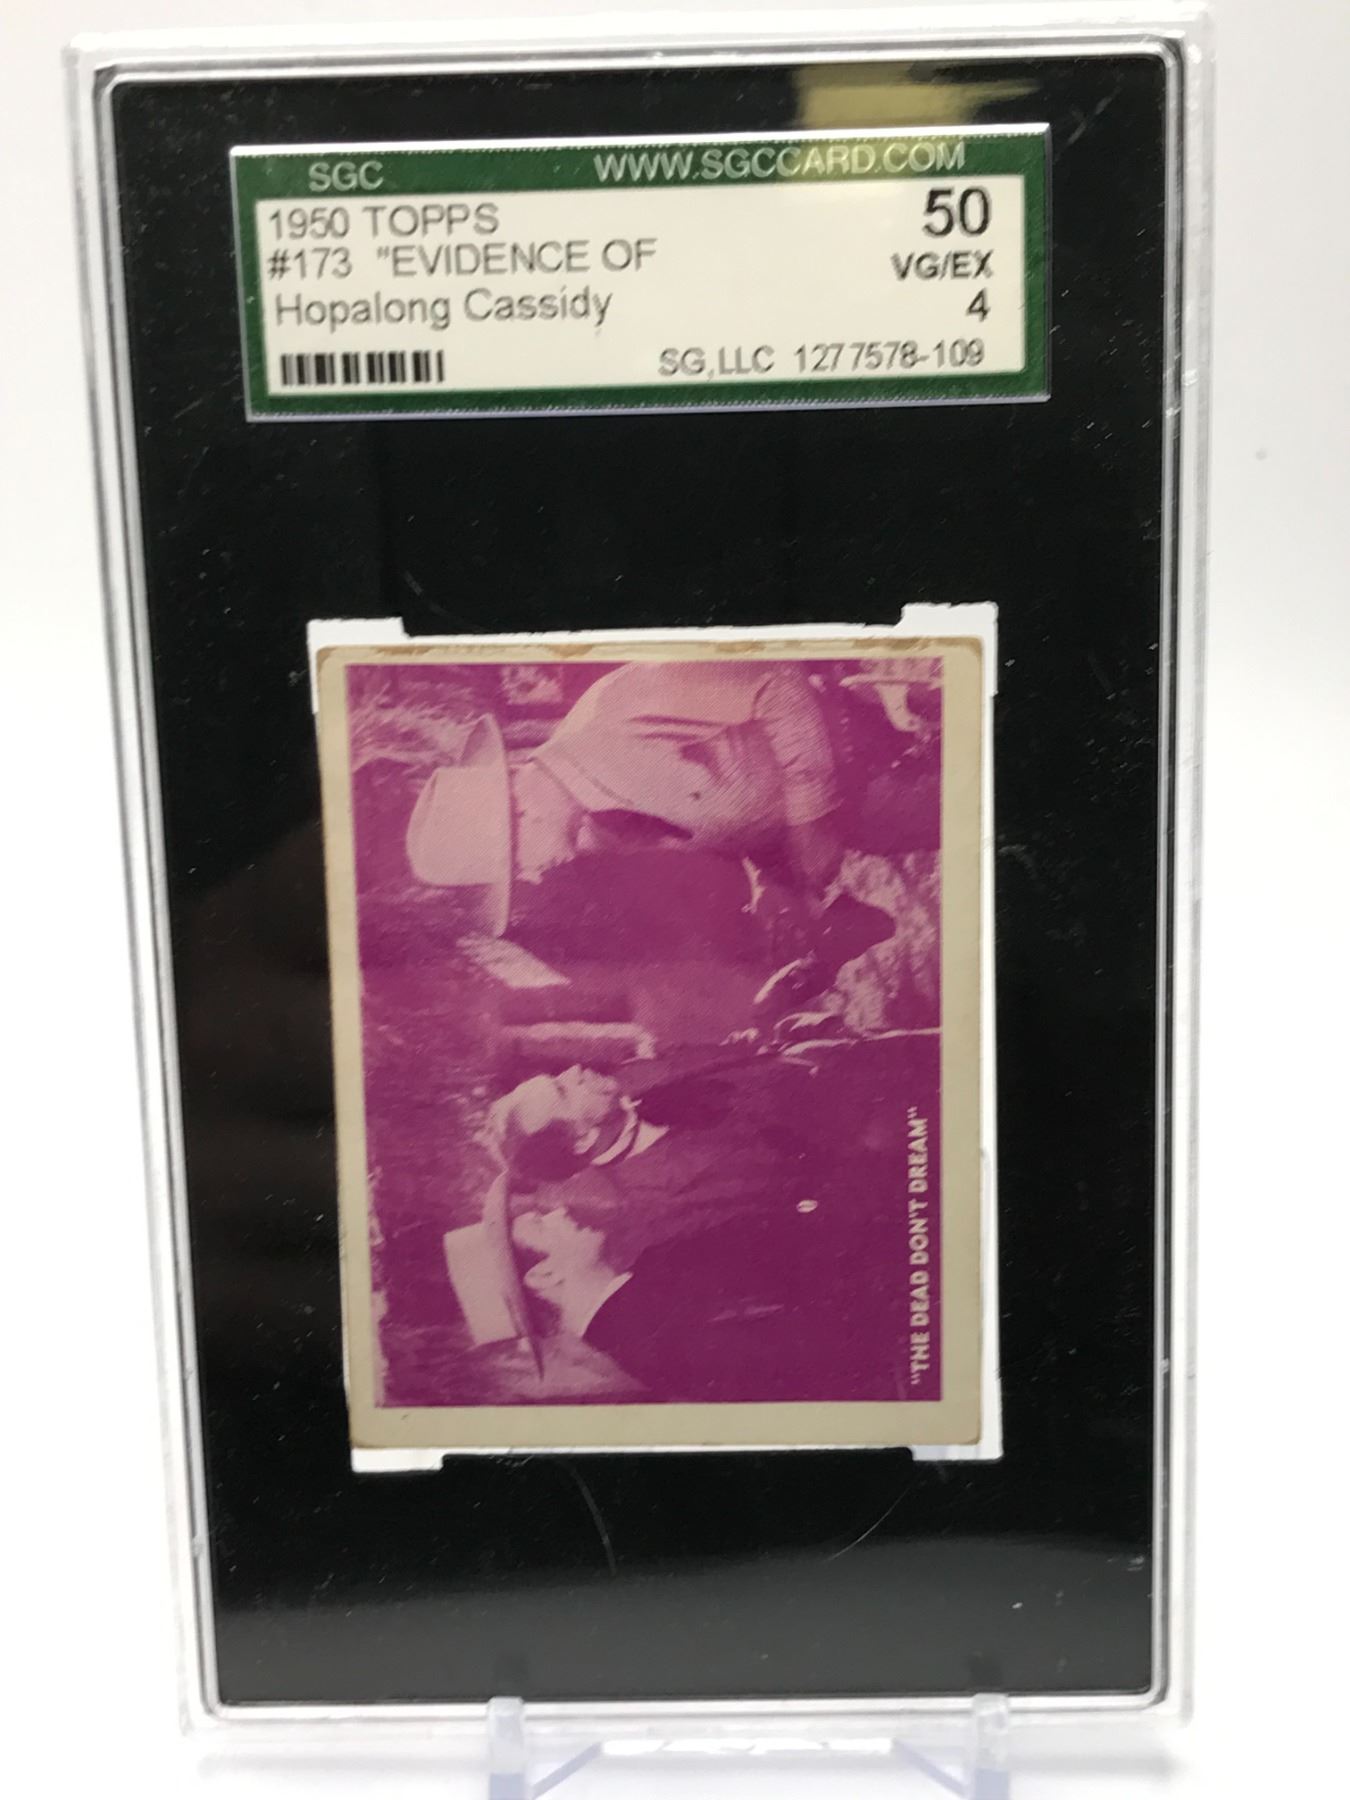 SGC WWW.SGCCARD.COM
1950 TOPPS 50
#173 "EVIDENCE OF VG/EX
Hopalong Cassidy 4
SG,LLC 1277578-109
"THE DEAD DON'T DREAM"